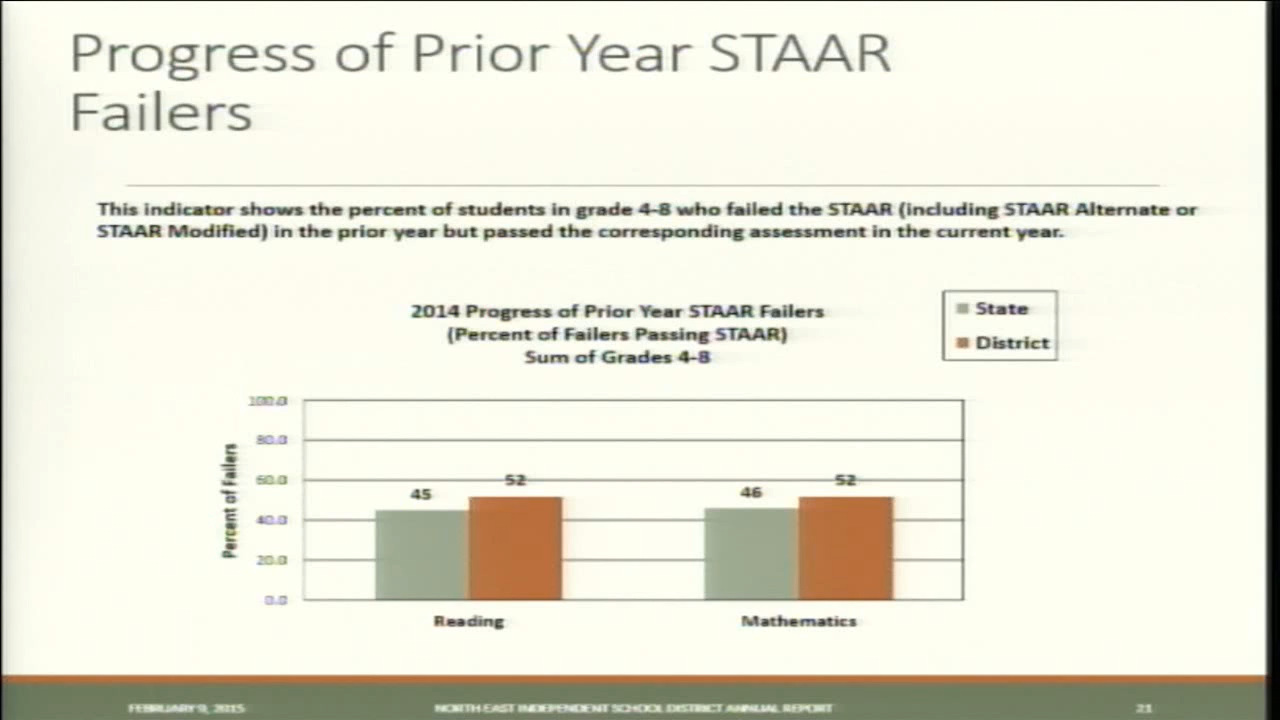 Progress of Prior Year STAAR
Failers
This indicator shows the percent of students in grade 4-8 who failed the STAAR (including STAAR Alternate or
STAAR Modified) in the prior year but passed the corresponding assessment in the current year.
2014 Progress of Prior Year STAAR Failers
(Percent of Failers Passing STAAR)
Sum of Grades 4-8
State
District
Percent of Failers
100.0
80.0
60.0
40.0
20.0
0.0
45
52
46
52
Reading
Mathematics
FEBRUARY 9, 2015
NORTH EAST INDEPENDENT SCHOOL DISTRICT ANNUAL REPORT
21